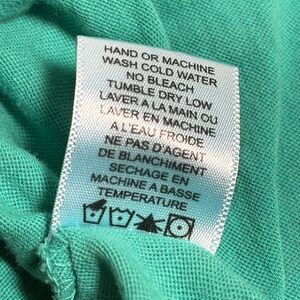 HAND OR MACHINE
WASH COLD WATER
NO BLEACH
TUMBLE DRY LOW
LAVER A LA MAIN OU
LAVER EN MACHINE
A L'EAU FROIDE
NE PAS D'AGENT
DE BLANCHIMENT
SECHAGE EN
MACHINE A BASSE
TEMPERATURE